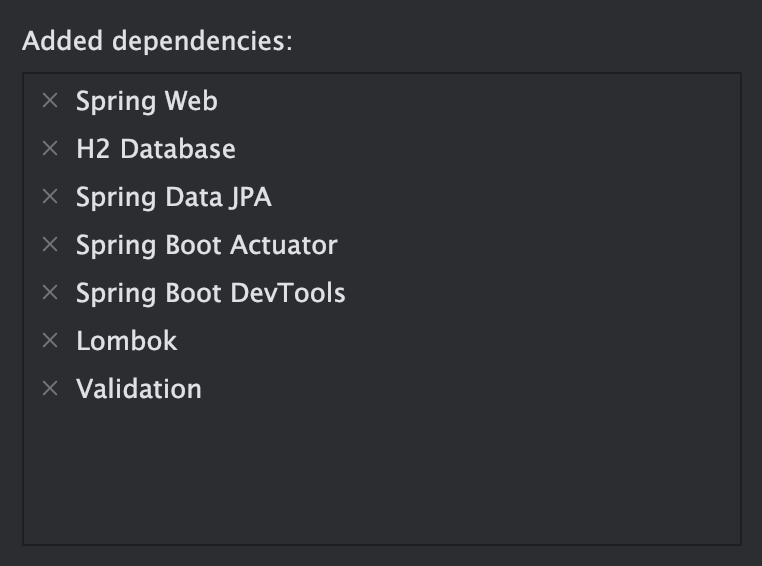 Added dependencies:
Spring Web
H2 Database
Spring Data JPA
Spring Boot Actuator
Spring Boot DevTools
Lombok
Validation